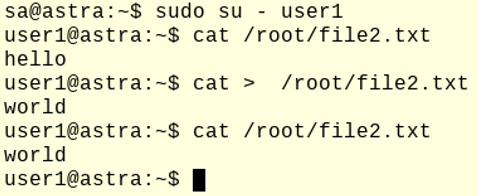 sa@astra:~$ sudo su - user1
user1@astra:~$ cat /root/file2.txt
hello
user1@astra:~$ cat >  /root/file2.txt
world
user1@astra:~$ cat /root/file2.txt
world
user1@astra:~$